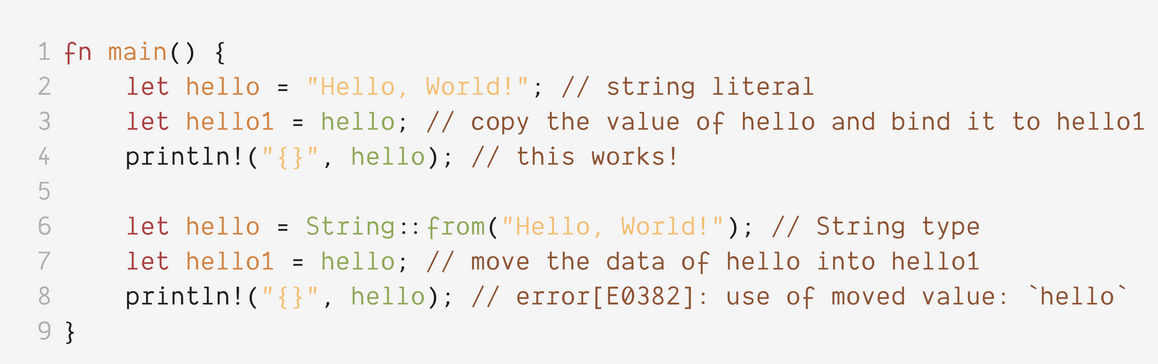 1 fn main() {
2     let hello = "Hello, World!"; // string literal
3     let hello1 = hello; // copy the value of hello and bind it to hello1
4     println!("{}", hello); // this works!
5
6     let hello = String::from("Hello, World!"); // String type
7     let hello1 = hello; // move the data of hello into hello1
8     println!("{}", hello); // error[E0382]: use of moved value: `hello`
9 }